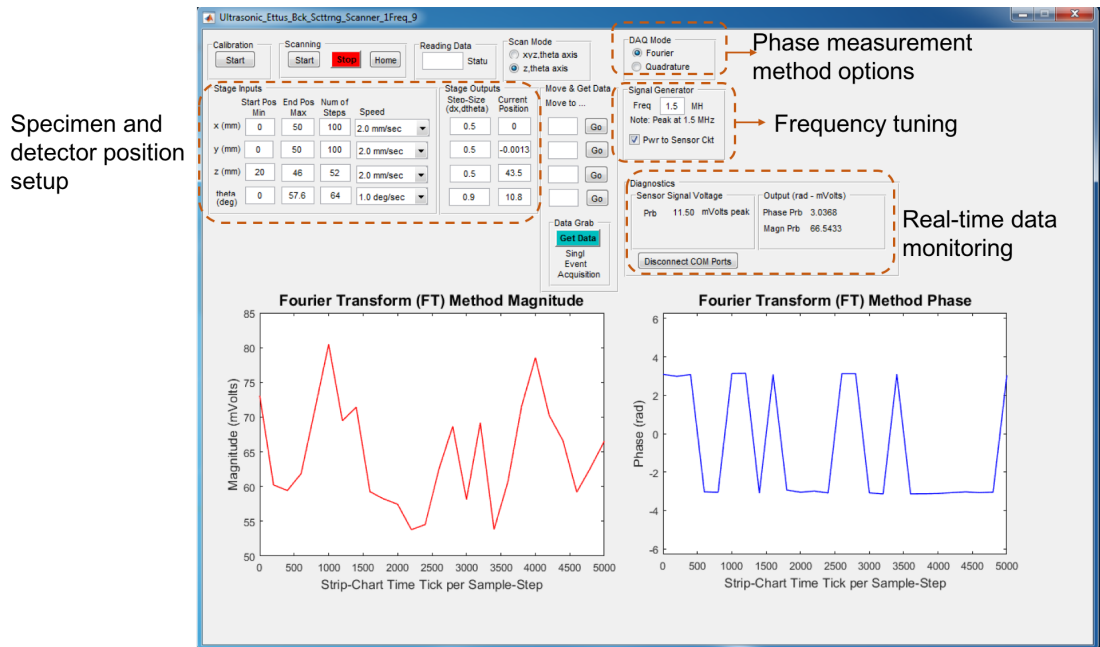 Ultrasonic_Ettus_Bck_Scttrng_Scanner_1Freq_9
Calibration
Start
Scanning
Start Stop Home
Reading Data
Statu
Scan Mode
xyz,theta axis
z,theta axis
DAQ Mode
Fourier
Quadrature
Phase measurement
method options
Stage Inputs
Start Pos End Pos Num of
Min Max Steps Speed
x (mm) 0 50 100 2.0 mm/sec
y (mm) 0 50 100 2.0 mm/sec
z (mm) 20 46 52 2.0 mm/sec
theta
(deg) 0 57.6 64 1.0 deg/sec
Stage Outputs
Step-Size Current
(dx,dtheta) Position
0.5 0
0.5 -0.0013
0.5 43.5
0.9 10.8
Move & Get Data
Move to ...
Go
Go
Go
Go
Data Grab
Get Data
Singl
Event
Acquisition
Signal Generator
Freq 1.5 MH
Note: Peak at 1.5 MHz
Pwr to Sensor Ckt
Frequency tuning
Specimen and
detector position
setup
Diagnostics
Sensor Signal Voltage
Prb 11.50 mVolts peak
Output (rad - mVolts)
Phase Prb 3.0368
Magn Prb 66.5433
Disconnect COM Ports
Real-time data
monitoring
Fourier Transform (FT) Method Magnitude
85
80
75
70
65
60
55
50
Magnitude (mVolts)
0 500 1000 1500 2000 2500 3000 3500 4000 4500 5000
Strip-Chart Time Tick per Sample-Step
Fourier Transform (FT) Method Phase
6
4
2
0
-2
-4
-6
Phase (rad)
0 500 1000 1500 2000 2500 3000 3500 4000 4500 5000
Strip-Chart Time Tick per Sample-Step